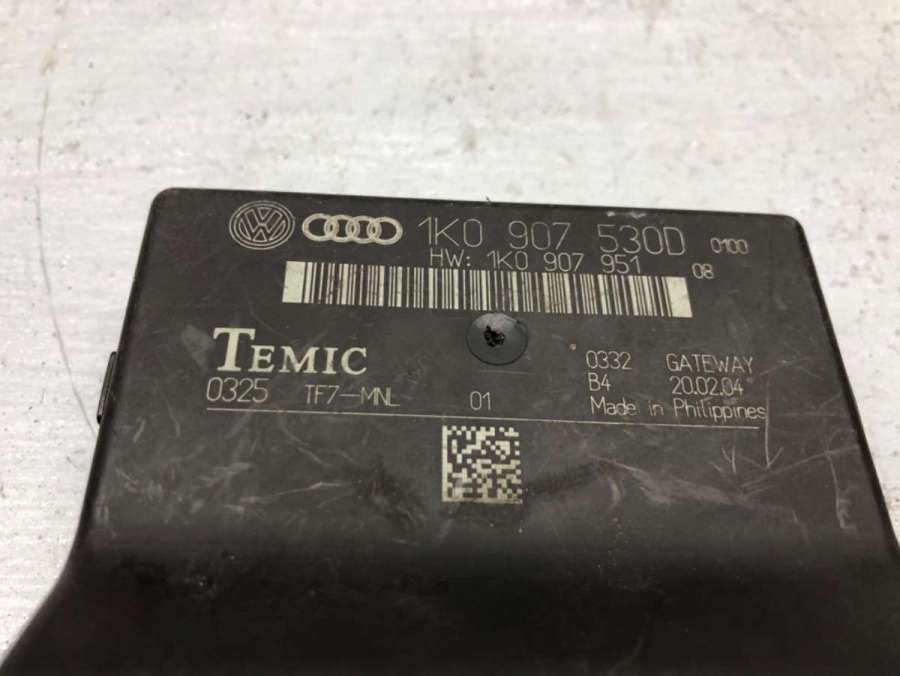 1K0 907 530D 0100
HW: 1K0 907 951 08
TEMIC
0325 TF7-MNL 01
0332 GATEWAY
B4 20.02.04
Made in Philippines